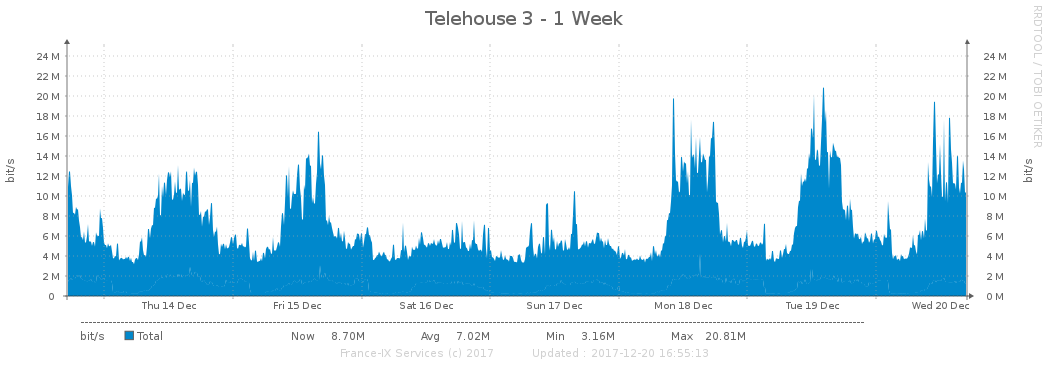 Telehouse 3 - 1 Week
RRDTOOL / TOBI OETIKER
bit/s
24 M 24 M
22 M 22 M
20 M 20 M
18 M 18 M
16 M 16 M
14 M 14 M
12 M 12 M
10 M 10 M
8 M 8 M
6 M 6 M
4 M 4 M
2 M 2 M
0 0 M
bit/s
Thu 14 Dec Fri 15 Dec Sat 16 Dec Sun 17 Dec Mon 18 Dec Tue 19 Dec Wed 20 Dec
bit/s Total Now 8.70M Avg 7.02M Min 3.16M Max 20.81M
France-IX Services (c) 2017 Updated : 2017-12-20 16:55:13